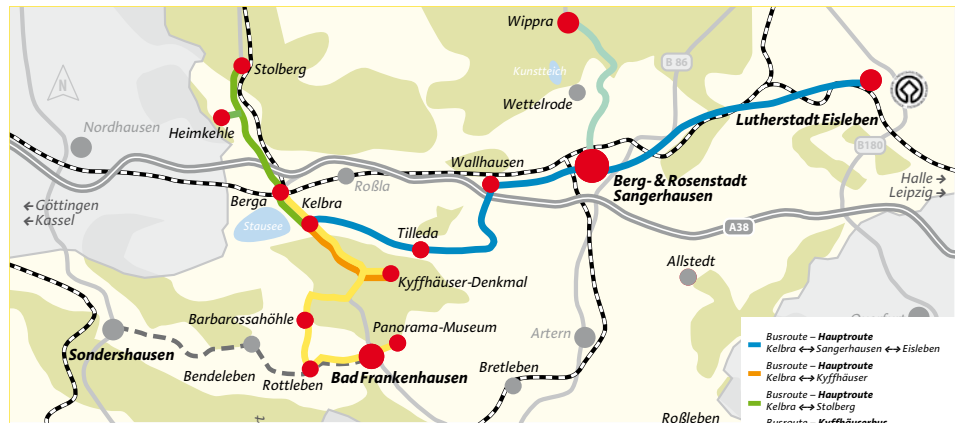 Wippra
Stolberg
B 86
Kunstteich
N
Wettelrode
Lutherstadt Eisleben
Nordhausen
Heimkehle
B180
Wallhausen
Roßla
Berg- & Rosenstadt
Sangerhausen
Halle →
Leipzig →
Berga
Kelbra
← Göttingen
← Kassel
Stausee
Tilleda
A38
Kyffhäuser-Denkmal
Allstedt
Barbarossahöhle
Panorama-Museum
Artern
Sondershausen
Bendeleben
Rottleben
Bad Frankenhausen
Bretleben
Roßleben
Busroute – Hauptroute
Kelbra ↔ Sangerhausen ↔ Eisleben
Busroute – Hauptroute
Kelbra ↔ Kyffhäuser
Busroute – Hauptroute
Kelbra ↔ Stolberg
Busroute – Kyffhäuserbus